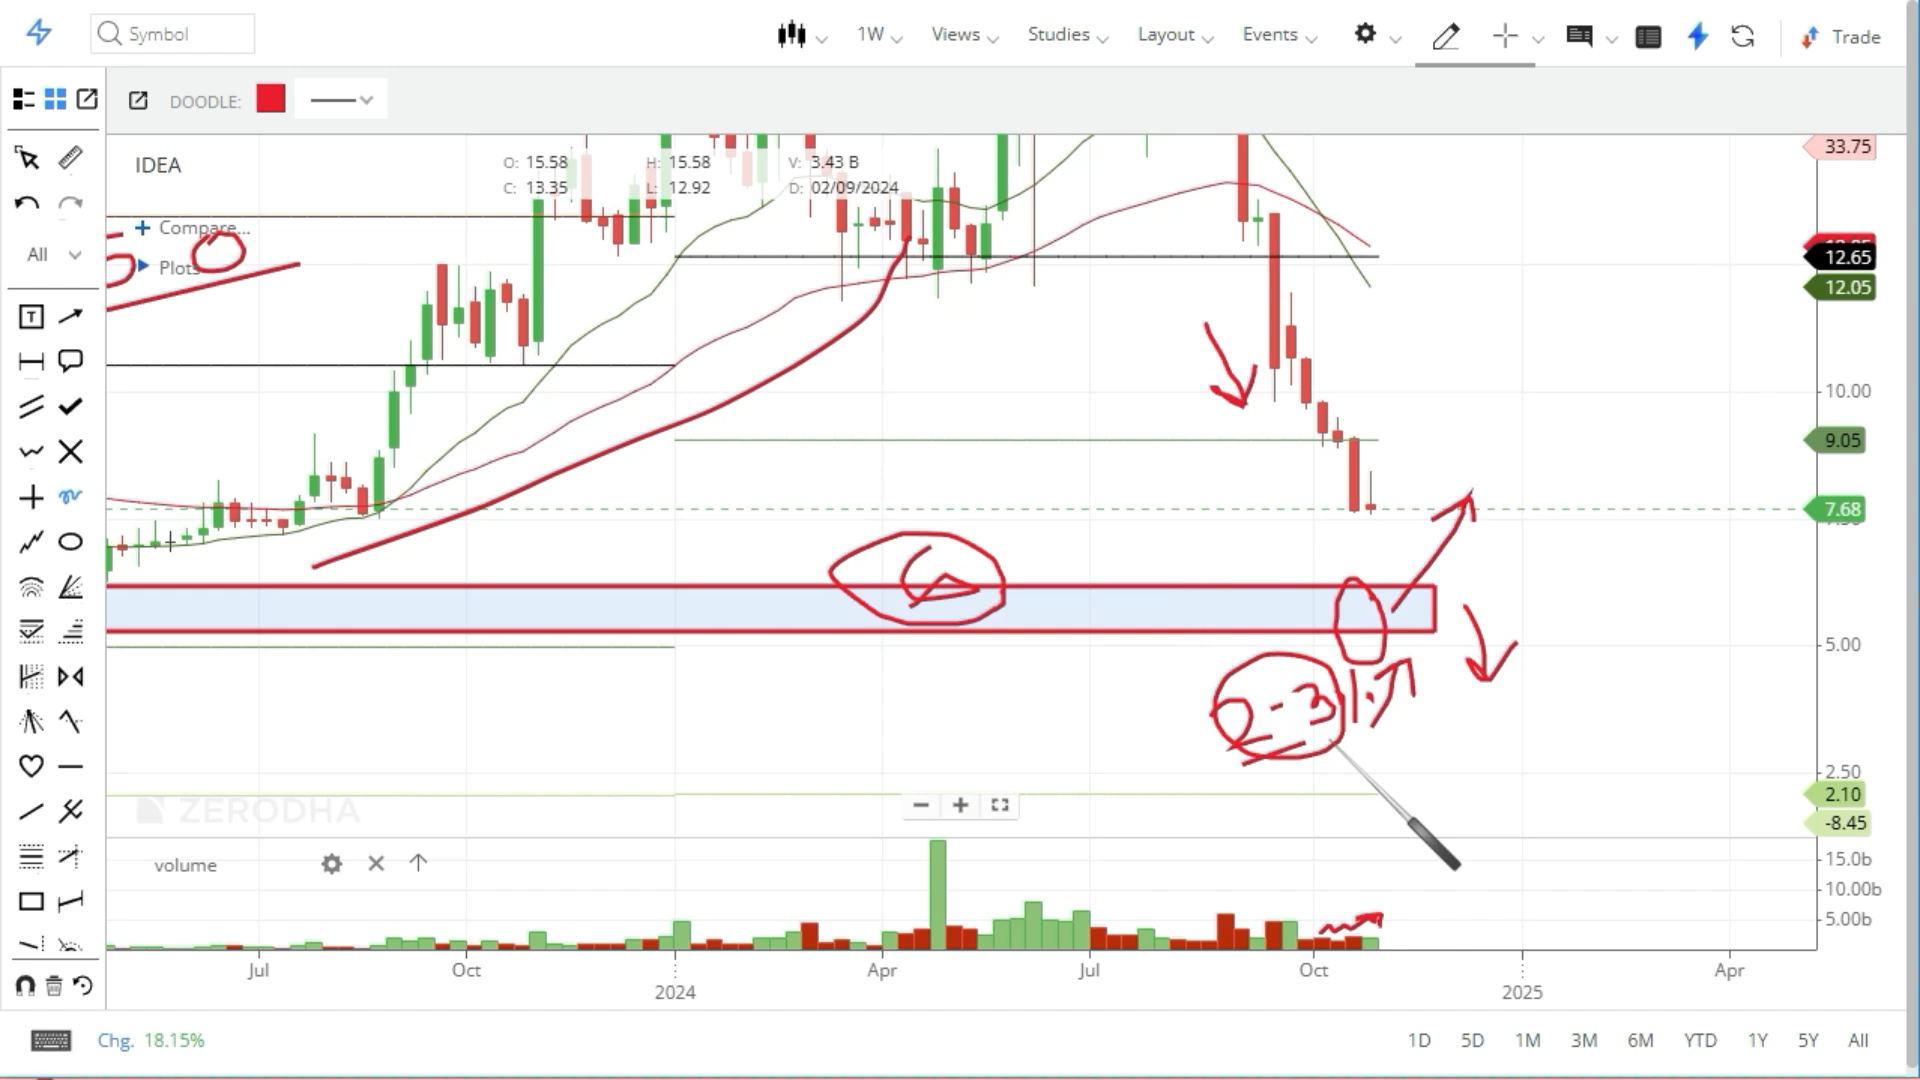 Symbol
1W
Views
Studies
Layout
Events
Trade
DOODLE:
IDEA
O: 15.58 H: 15.58 V: 3.43 B
C: 13.35 L: 12.92 D: 02/09/2024
Compare...
Plots
All
T
33.75
12.65
12.05
10.00
9.05
7.68
5.00
2.50
2.10
-8.45
6
2-3%
ZERODHA
volume
15.0b
10.00b
5.00b
Jul Oct 2024 Apr Jul Oct 2025 Apr
Chg. 18.15%
1D 5D 1M 3M 6M YTD 1Y 5Y All